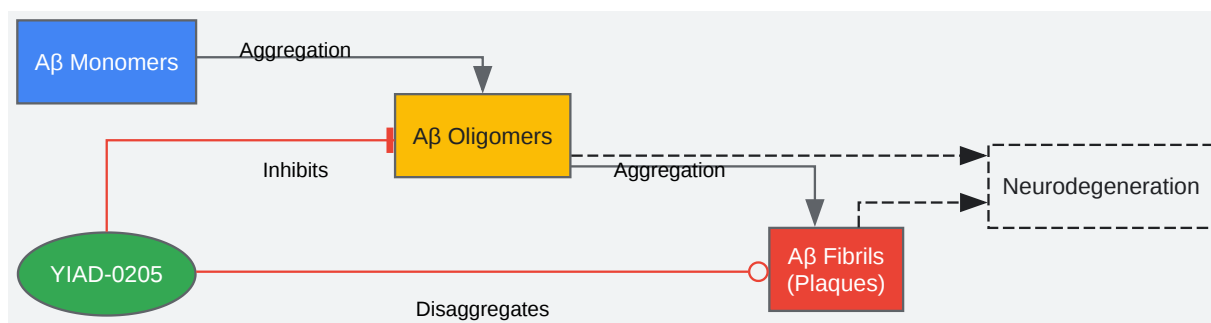 Aβ Monomers
Aggregation
Aβ Oligomers
Inhibits
Aggregation
Neurodegeneration
YIAD-0205
Aβ Fibrils
(Plaques)
Disaggregates